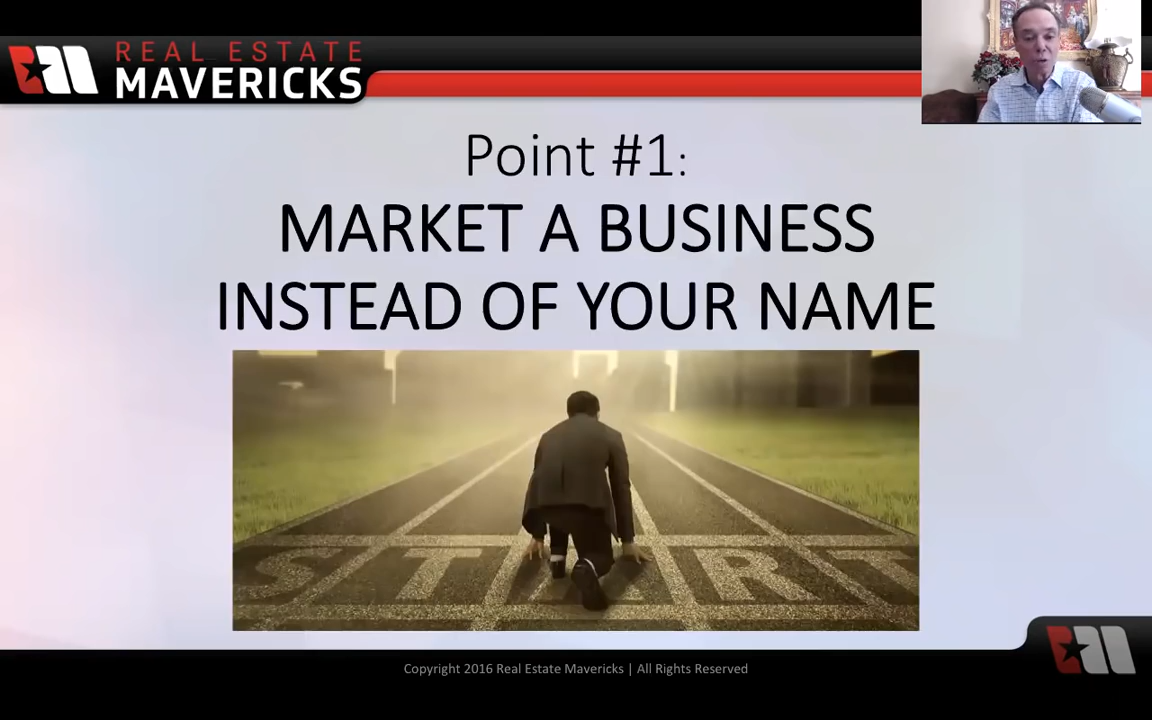 REAL ESTATE
MAVERICKS
Point #1:
MARKET A BUSINESS
INSTEAD OF YOUR NAME
START
Copyright 2016 Real Estate Mavericks | All Rights Reserved